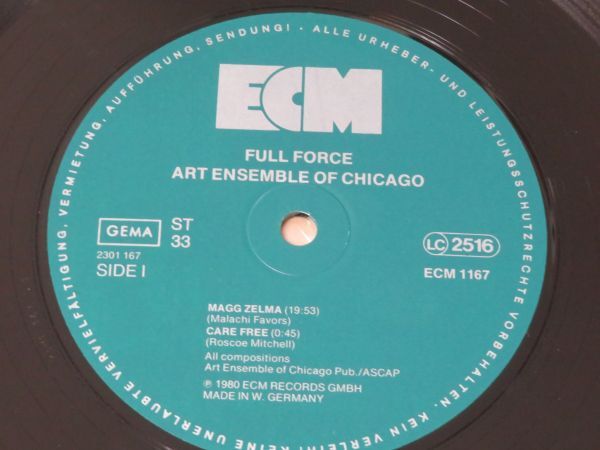 ECM
FULL FORCE
ART ENSEMBLE OF CHICAGO
GEMA
ST
33
2301 167
SIDE I
LC 2516
ECM 1167
MAGG ZELMA (19:53)
(Malachi Favors)
CARE FREE (0:45)
(Roscoe Mitchell)
All compositions
Art Ensemble of Chicago Pub./ASCAP
℗ 1980 ECM RECORDS GMBH
MADE IN W. GERMANY
ALLE URHEBER- UND LEISTUNGSSCHUTZRECHTE VORBEHALTEN. KEIN VERLEIH! KEINE UNERLAUBTE VERVIELFÄLTIGUNG, VERMIETUNG, AUFFÜHRUNG, SENDUNG! -